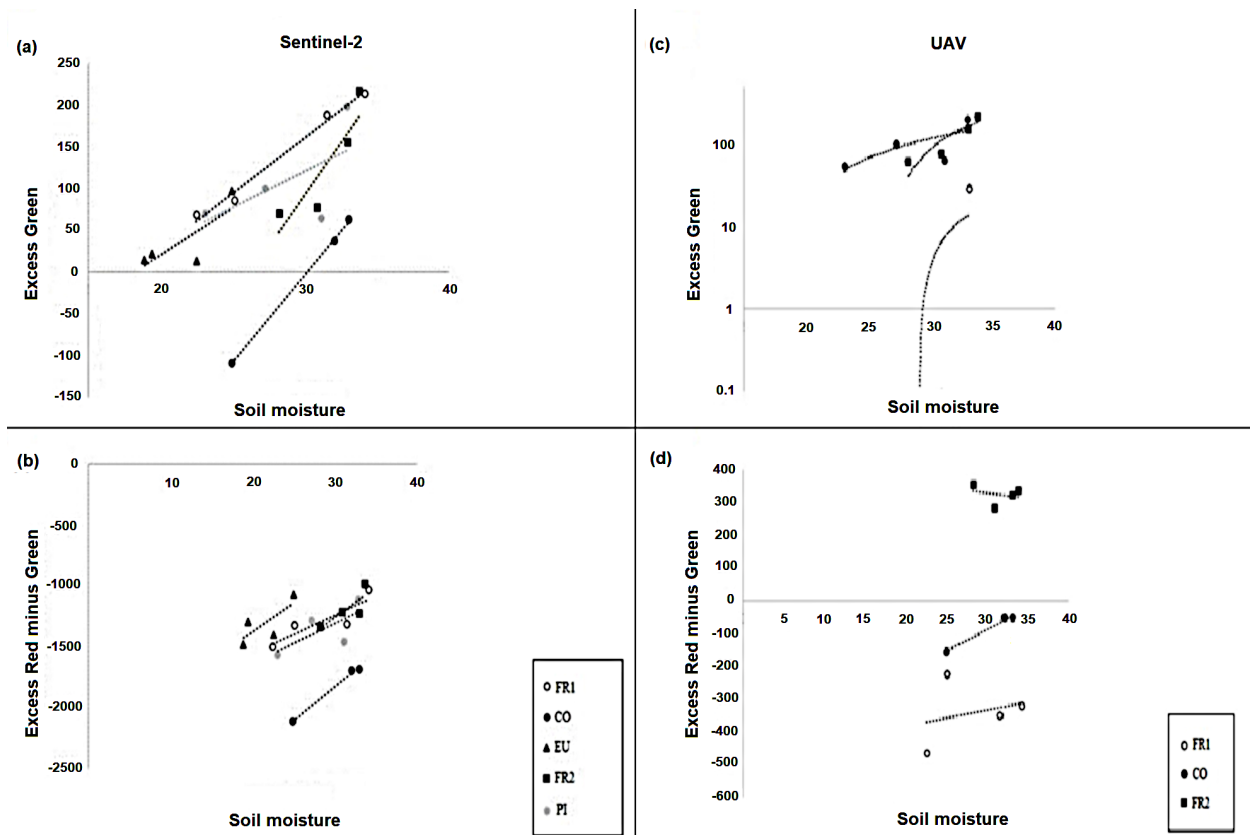 (a)
Sentinel-2
250
200
150
100
50
0
-50
-100
-150
20
30
40
Excess Green
Soil moisture
(c)
UAV
100
10
1
0.1
20
25
30
35
40
Excess Green
Soil moisture
(b)
0
-500
-1000
-1500
-2000
-2500
10
20
30
40
Excess Red minus Green
Soil moisture
FR1
CO
EU
FR2
PI
(d)
400
300
200
100
0
-100
-200
-300
-400
-500
-600
5
10
15
20
25
30
35
40
Excess Red minus Green
Soil moisture
FR1
CO
FR2